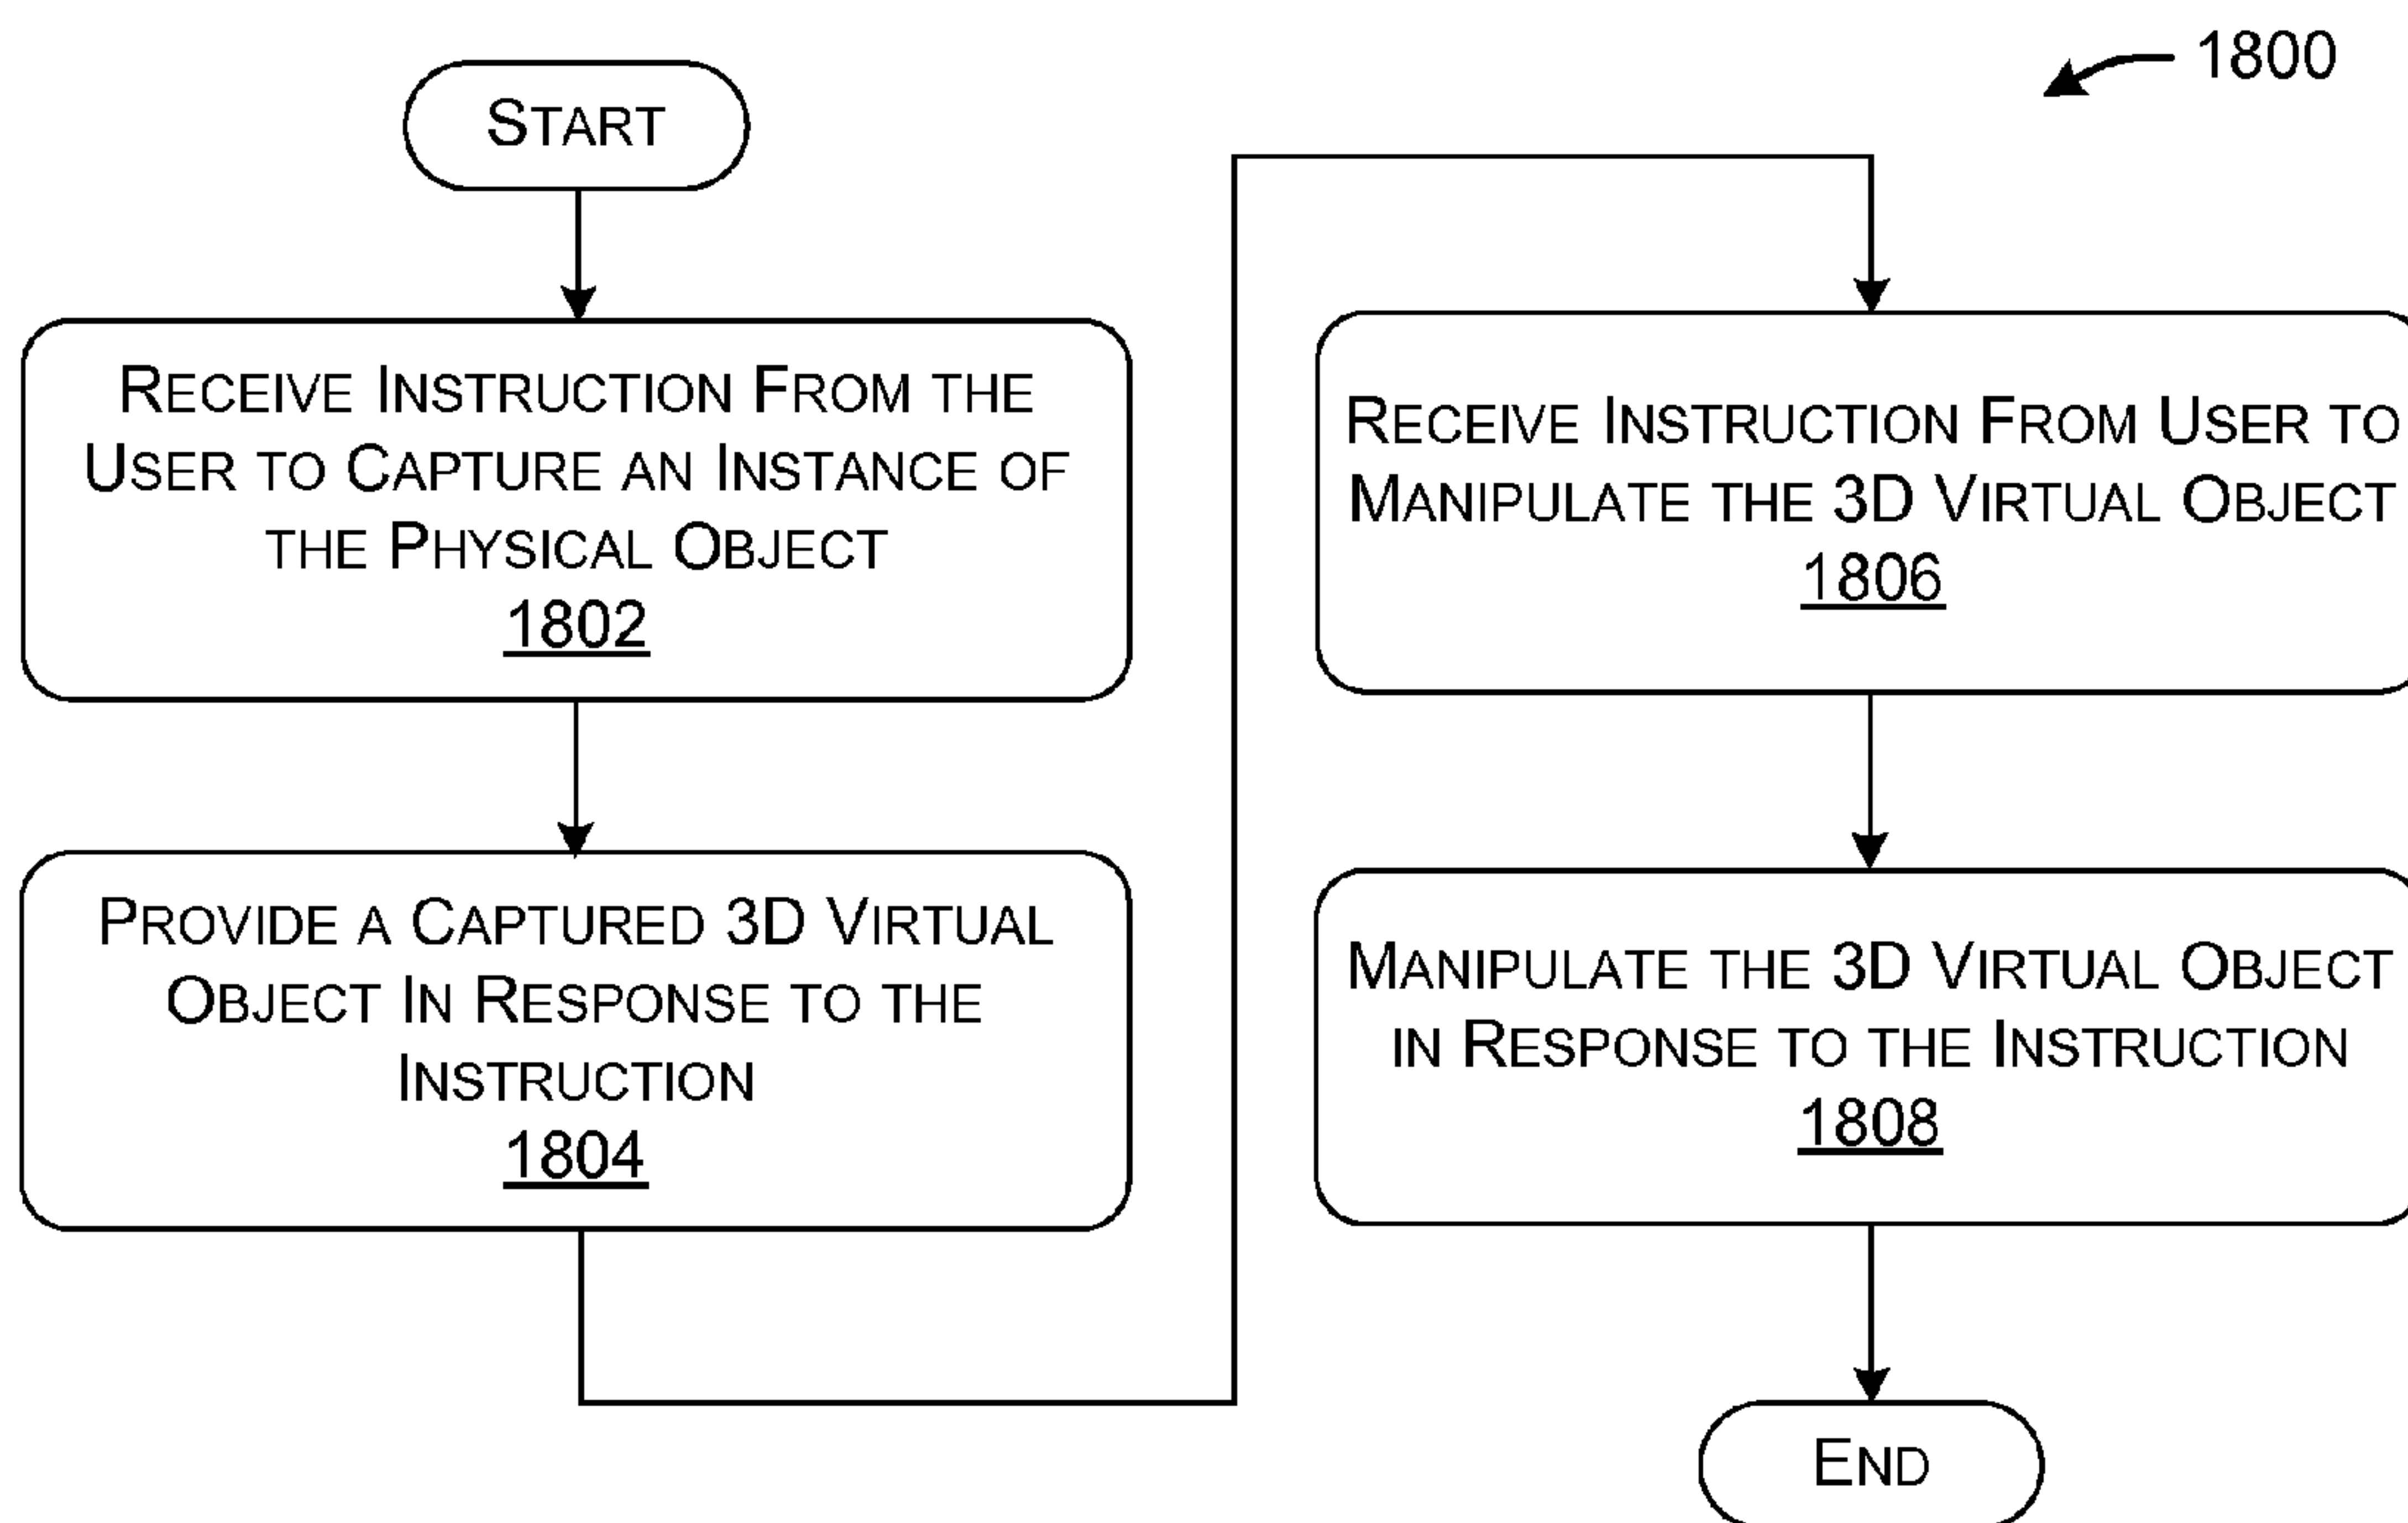 1800
START
RECEIVE INSTRUCTION FROM THE
USER TO CAPTURE AN INSTANCE OF
THE PHYSICAL OBJECT
1802
PROVIDE A CAPTURED 3D VIRTUAL
OBJECT IN RESPONSE TO THE
INSTRUCTION
1804
RECEIVE INSTRUCTION FROM USER TO
MANIPULATE THE 3D VIRTUAL OBJECT
1806
MANIPULATE THE 3D VIRTUAL OBJECT
IN RESPONSE TO THE INSTRUCTION
1808
END